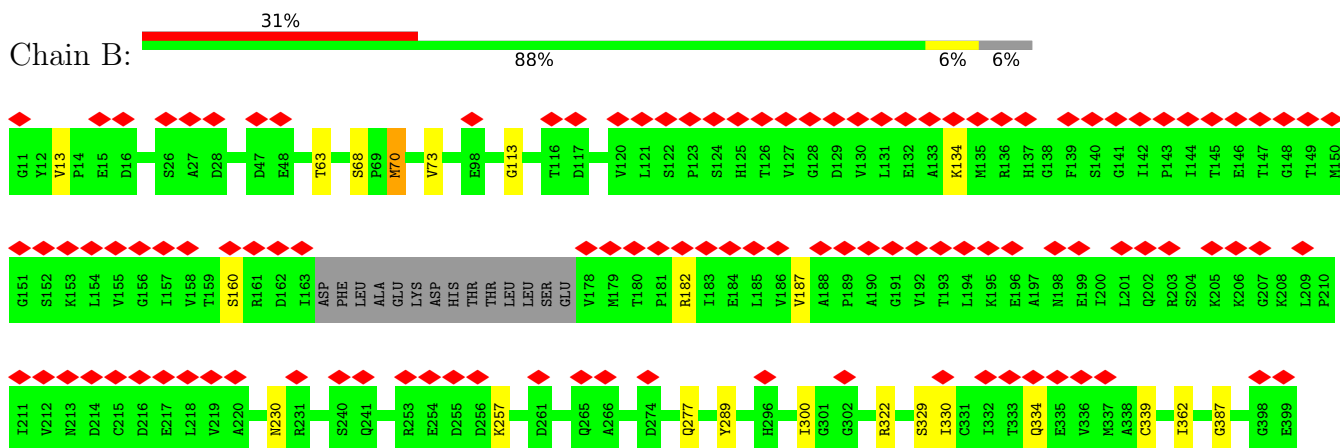 31%
Chain B:
88% 6% 6%
G11 Y12 V13 P14 E15 D16 S26 A27 D28 D47 E48 T63 S68 P69 M70 V73 E98 G113 T116 D117 V120 L121 S122 P123 S124 H125 T126 V127 G128 D129 V130 L131 E132 A133 K134 M135 R136 H137 G138 F139 S140 G141 I142 P143 I144 T145 E146 T147 G148 T149 M150
G151 S152 K153 L154 V155 G156 I157 V158 T159 S160 R161 D162 I163 ASP PHE LEU ALA GLU LYS ASP HIS THR THR LEU LEU SER GLU V178 M179 T180 P181 R182 I183 E184 L185 V186 V187 A188 P189 A190 G191 V192 T193 L194 K195 E196 A197 N198 E199 I200 L201 Q202 R203 S204 K205 K206 G207 K208 L209 P210
I211 V212 N213 D214 C215 D216 E217 L218 V219 A220 N230 R231 S240 Q241 R253 E254 D255 D256 K257 D261 Q265 A266 D274 Q277 Y289 H296 I300 G301 G302 R322 S329 I330 C331 I332 T333 Q334 E335 V336 M337 A338 C339 I362 G387 G398 E399